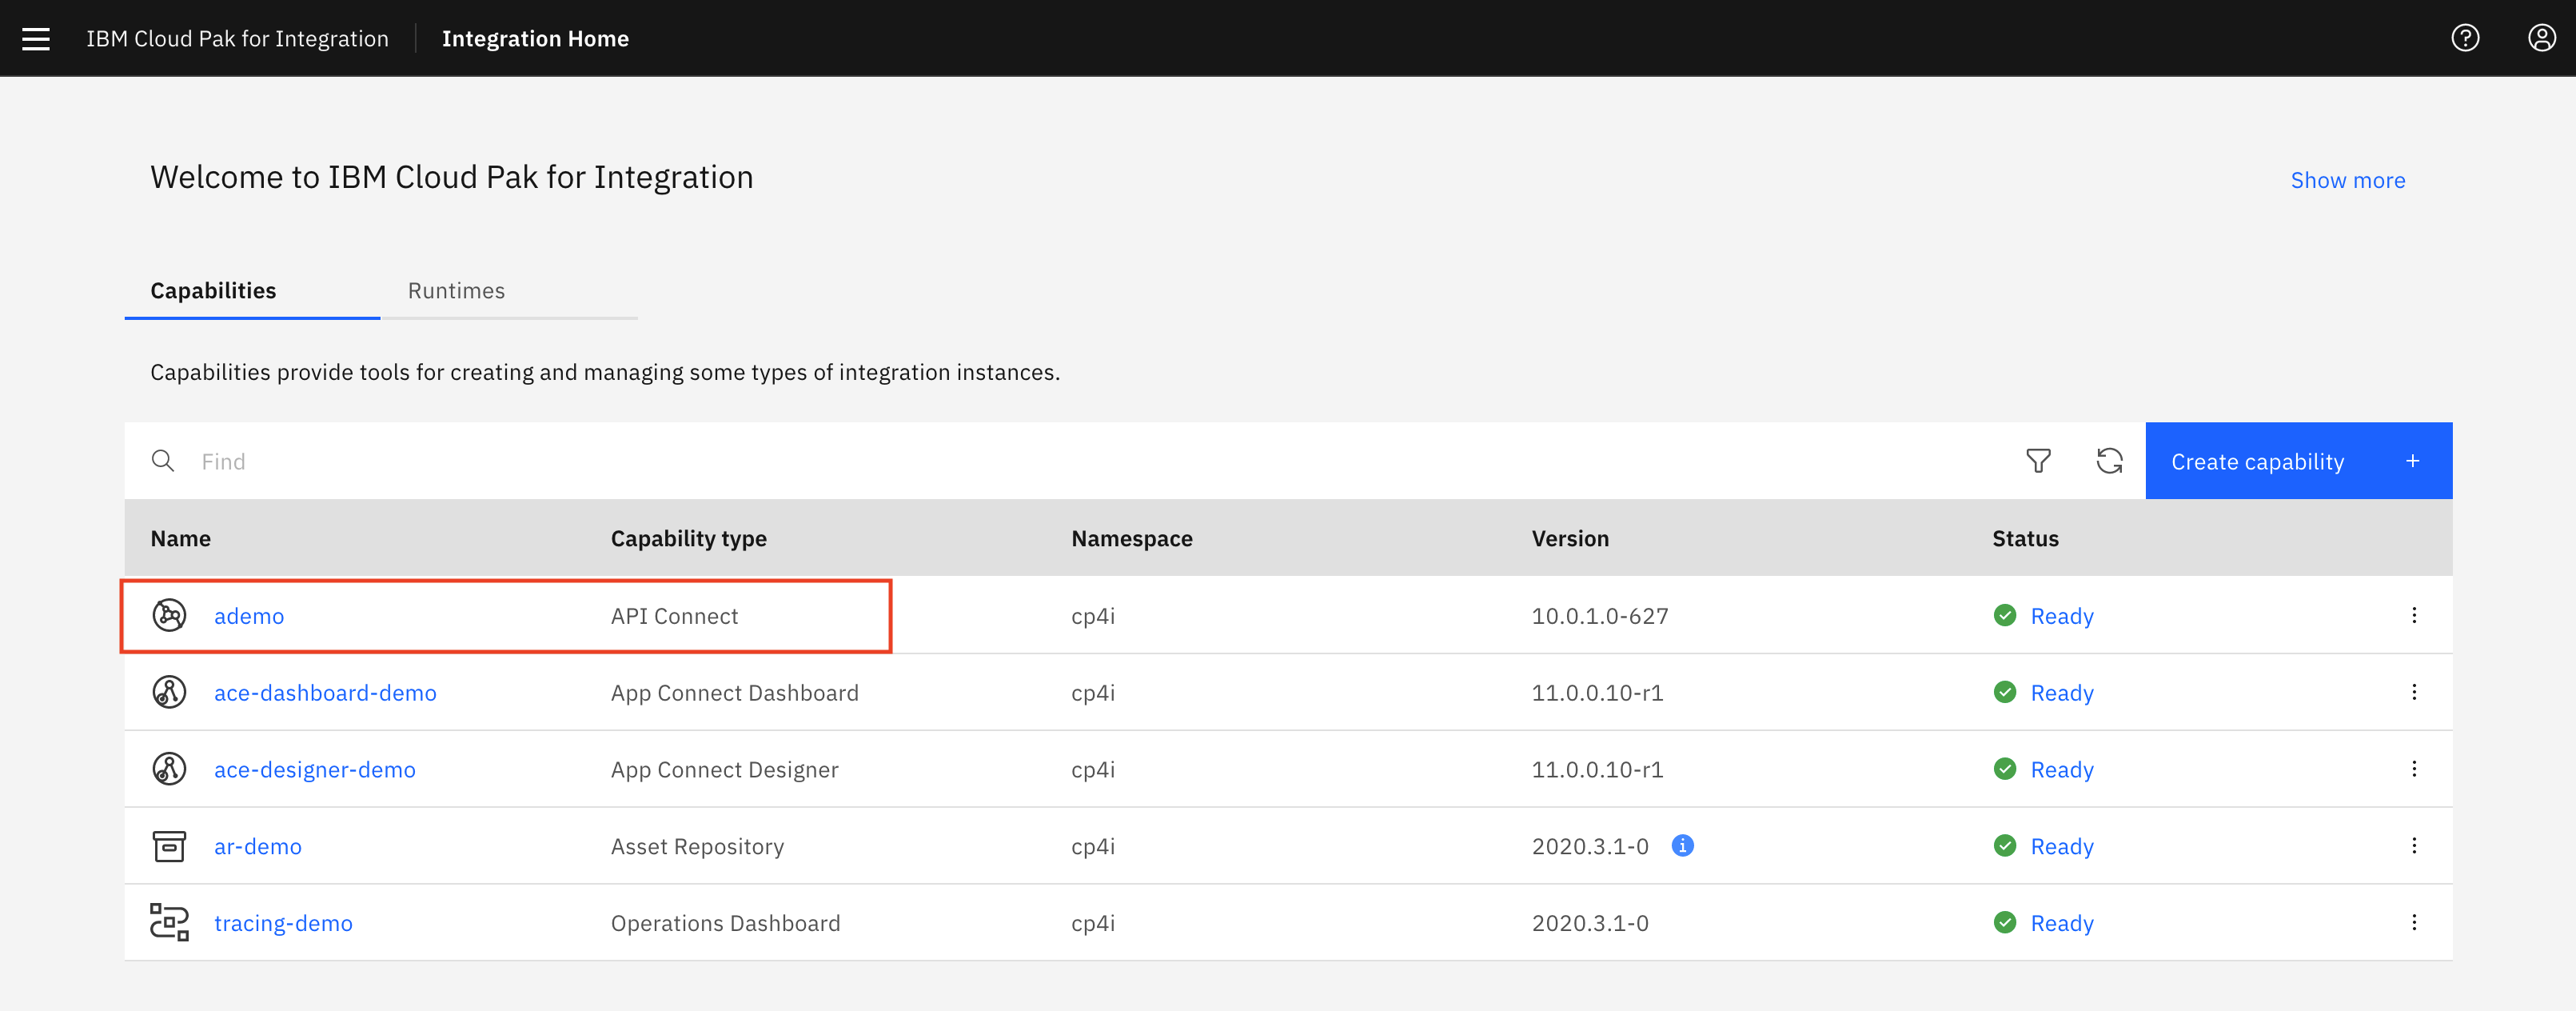 IBM Cloud Pak for Integration Integration Home
Welcome to IBM Cloud Pak for Integration Show more
Capabilities Runtimes
Capabilities provide tools for creating and managing some types of integration instances.
Find Create capability +
Name Capability type Namespace Version Status
ademo API Connect cp4i 10.0.1.0-627 Ready
ace-dashboard-demo App Connect Dashboard cp4i 11.0.0.10-r1 Ready
ace-designer-demo App Connect Designer cp4i 11.0.0.10-r1 Ready
ar-demo Asset Repository cp4i 2020.3.1-0 Ready
tracing-demo Operations Dashboard cp4i 2020.3.1-0 Ready